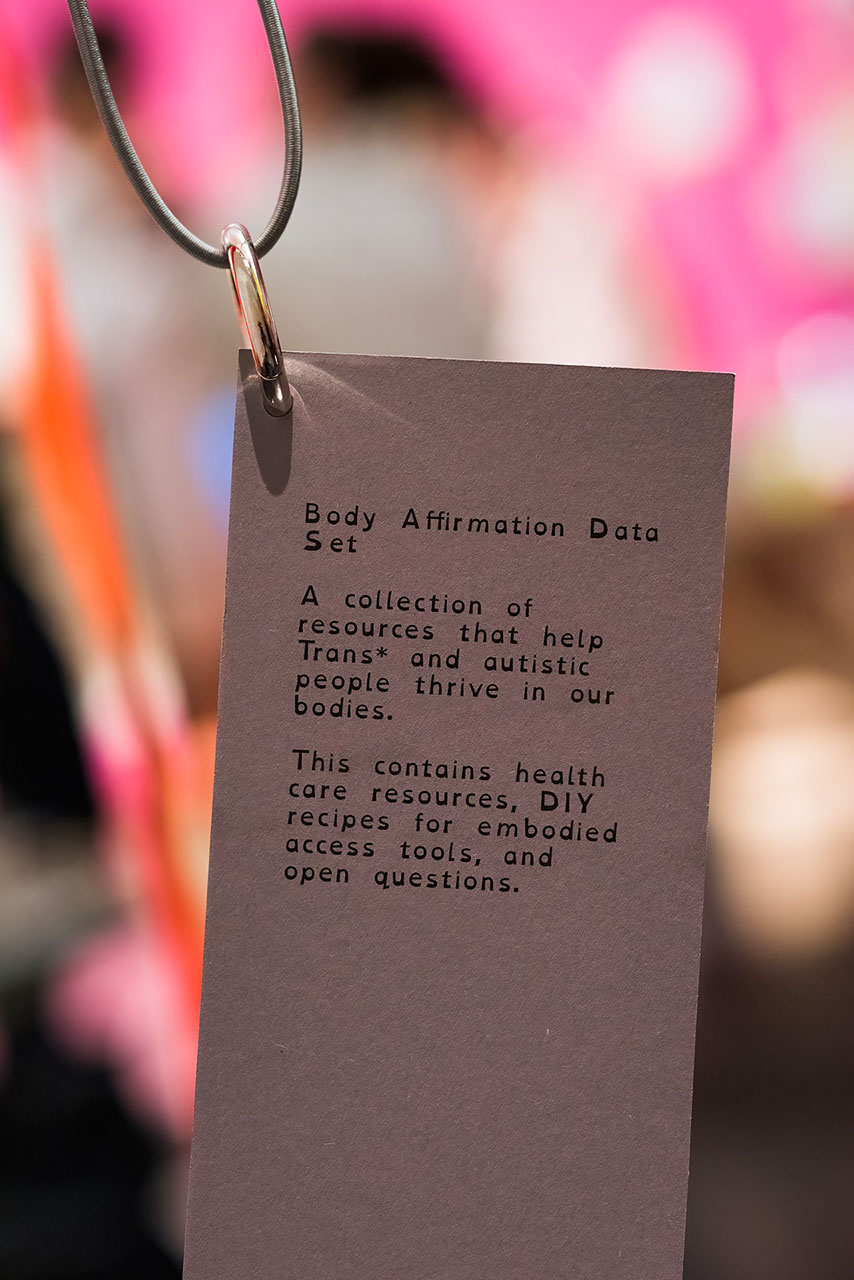 Body Affirmation Data
Set
A collection of
resources that help
Trans* and autistic
people thrive in our
bodies.
This contains health
care resources, DIY
recipes for embodied
access tools, and
open questions.